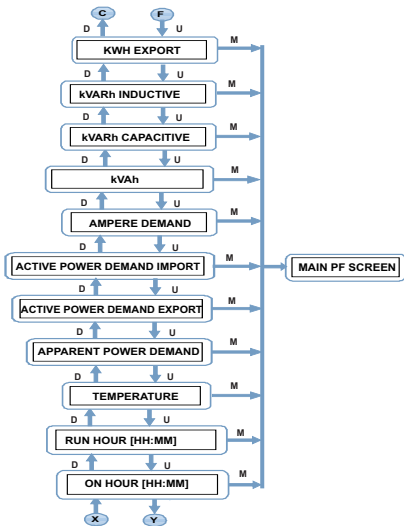 C F
D U
KWH EXPORT M
D U
kVARh INDUCTIVE M
D U
kVARh CAPACITIVE M
D U
kVAh M
D U
AMPERE DEMAND M
D U
ACTIVE POWER DEMAND IMPORT M MAIN PF SCREEN
D U
ACTIVE POWER DEMAND EXPORT M
D U
APPARENT POWER DEMAND M
D U
TEMPERATURE M
D U
RUN HOUR [HH:MM] M
D U
ON HOUR [HH:MM] M
X Y